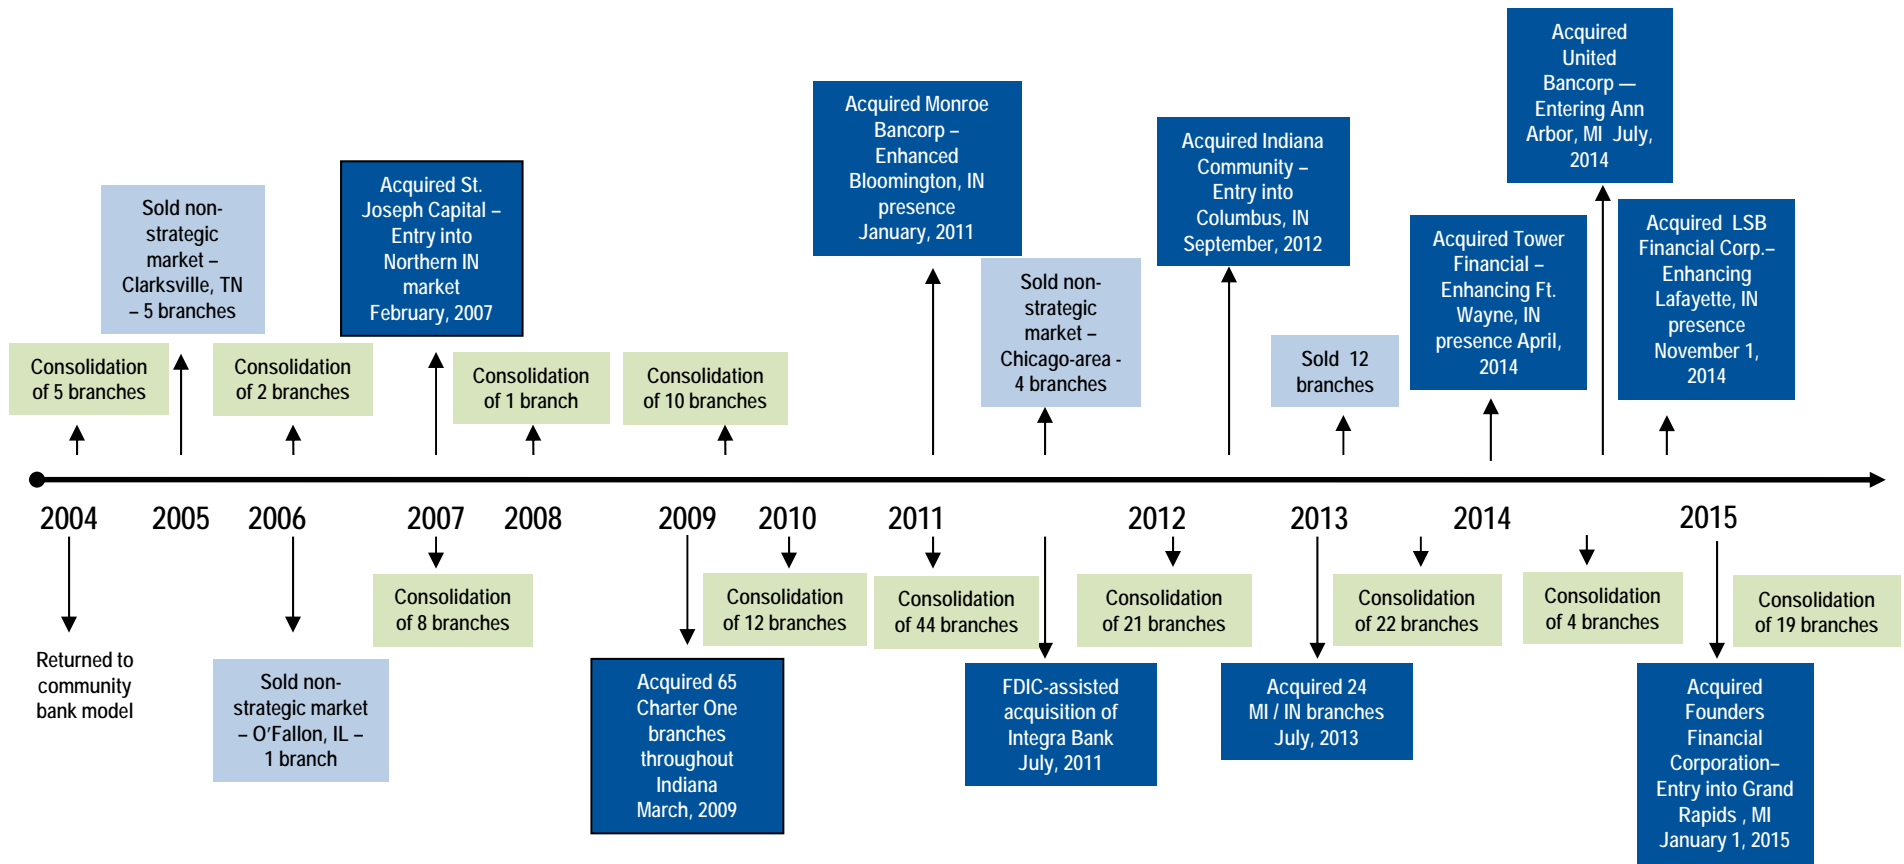 Acquired
United
Bancorp —
Entering Ann
Arbor, MI July,
2014
Acquired Monroe
Bancorp –
Enhanced
Bloomington, IN
presence
January, 2011
Acquired Indiana
Community –
Entry into
Columbus, IN
September, 2012
Sold non-
strategic
market –
Clarksville, TN
– 5 branches
Acquired St.
Joseph Capital –
Entry into
Northern IN
market
February, 2007
Sold non-
strategic
market –
Chicago-area -
4 branches
Acquired Tower
Financial –
Enhancing Ft.
Wayne, IN
presence April,
2014
Acquired LSB
Financial Corp.–
Enhancing
Lafayette, IN
presence
November 1,
2014
Consolidation
of 5 branches
Consolidation
of 2 branches
Consolidation
of 1 branch
Consolidation
of 10 branches
Sold 12
branches
2004
2005
2006
2007
2008
2009
2010
2011
2012
2013
2014
2015
Consolidation
of 8 branches
Consolidation
of 12 branches
Consolidation
of 44 branches
Consolidation
of 21 branches
Consolidation
of 22 branches
Consolidation
of 4 branches
Consolidation
of 19 branches
Returned to
community
bank model
Sold non-
strategic market
– O'Fallon, IL –
1 branch
Acquired 65
Charter One
branches
throughout
Indiana
March, 2009
FDIC-assisted
acquisition of
Integra Bank
July, 2011
Acquired 24
MI / IN branches
July, 2013
Acquired
Founders
Financial
Corporation–
Entry into Grand
Rapids , MI
January 1, 2015